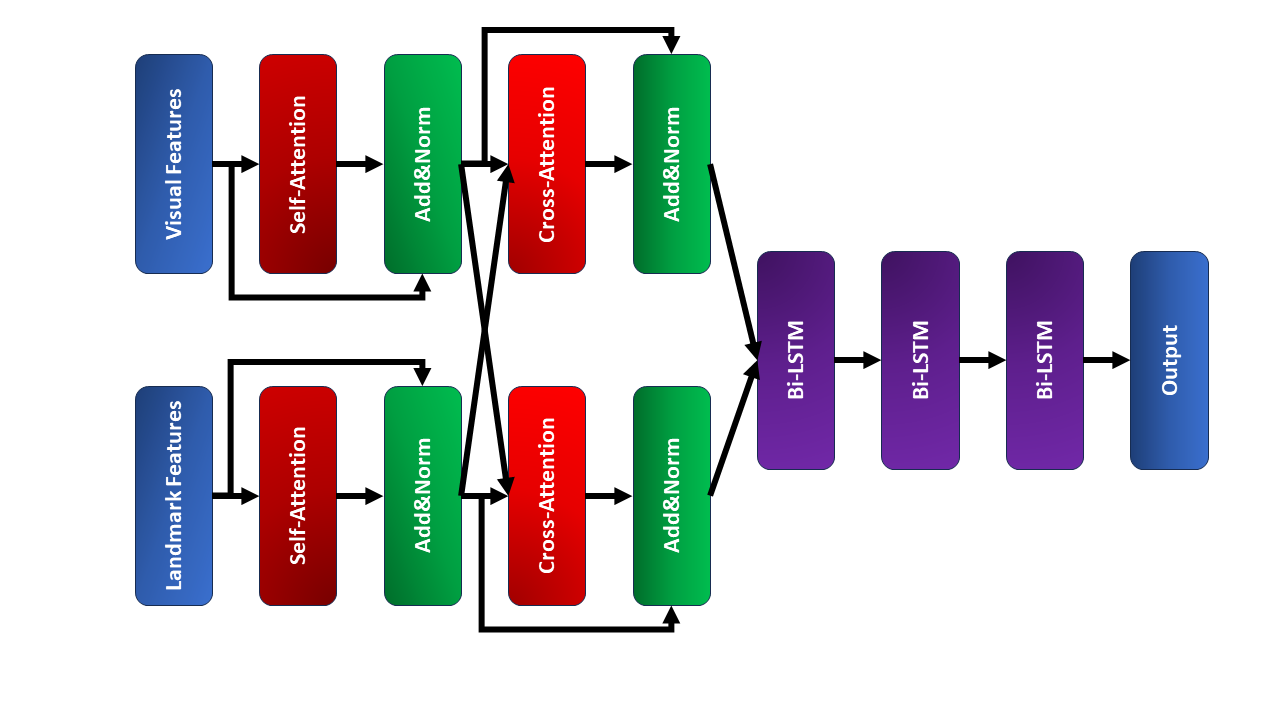 Visual Features
Self-Attention
Add&Norm
Cross-Attention
Add&Norm
Landmark Features
Self-Attention
Add&Norm
Cross-Attention
Add&Norm
Bi-LSTM
Bi-LSTM
Bi-LSTM
Output